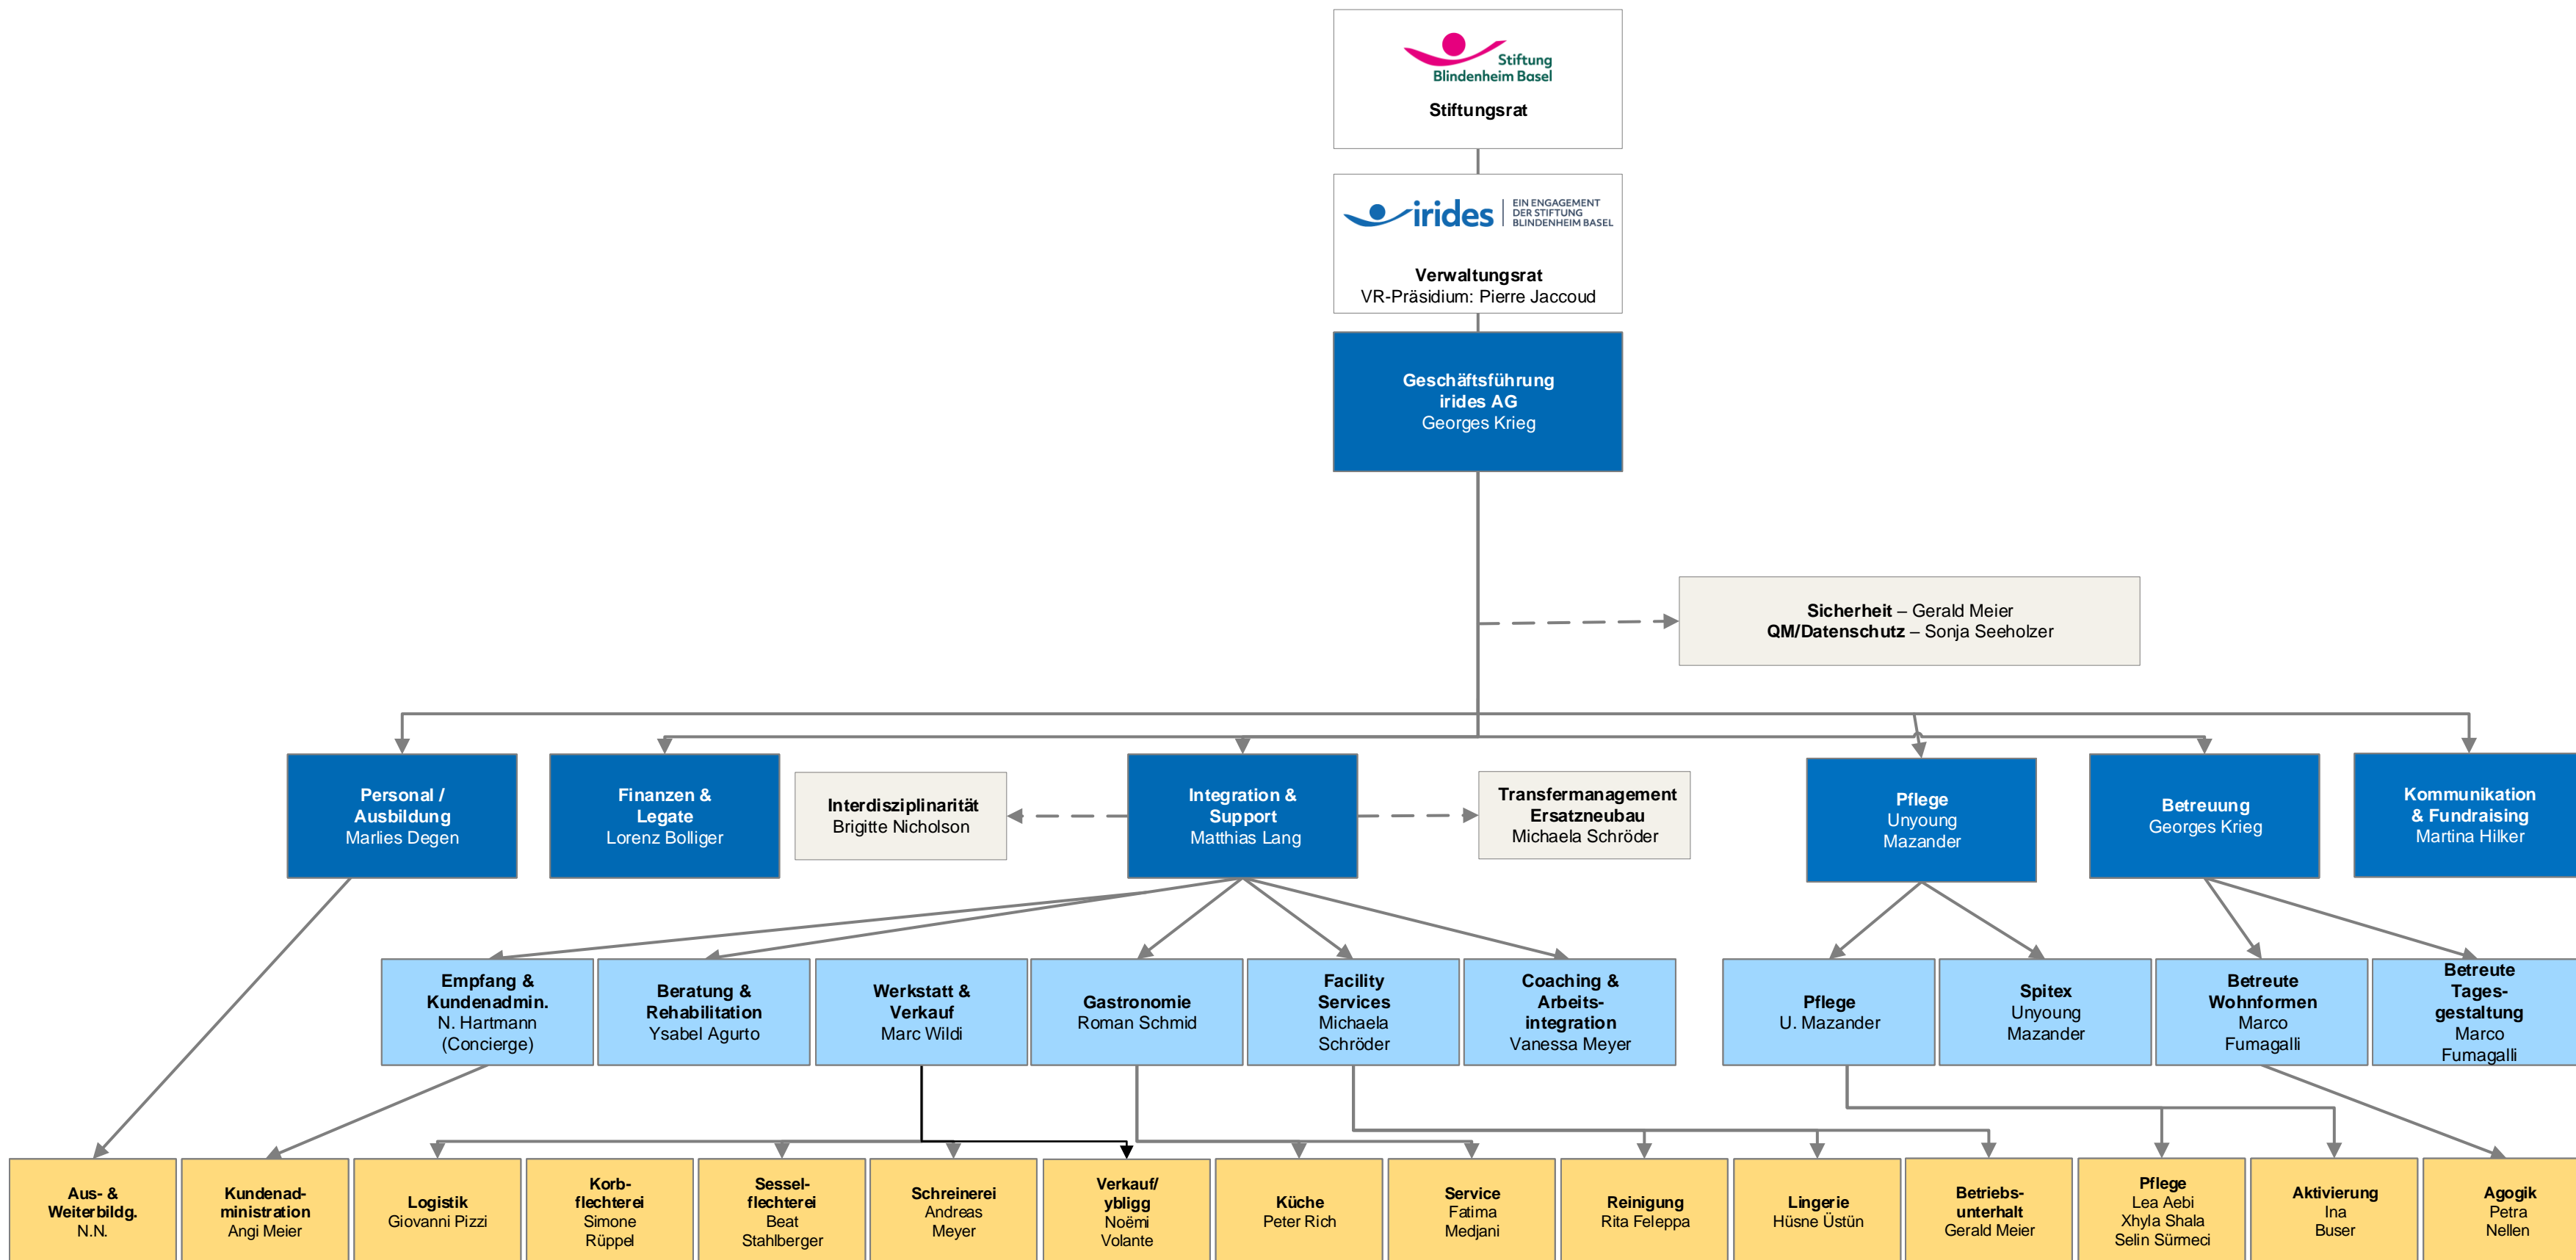 Stiftung
Blindenheim Basel
Stiftungsrat
irides
EIN ENGAGEMENT
DER STIFTUNG
BLINDENHEIM BASEL
Verwaltungsrat
VR-Präsidium: Pierre Jaccoud
Geschäftsführung
irides AG
Georges Krieg
Sicherheit – Gerald Meier
QM/Datenschutz – Sonja Seeholzer
Personal /
Ausbildung
Marlies Degen
Finanzen &
Legate
Lorenz Bolliger
Interdisziplinarität
Brigitte Nicholson
Integration &
Support
Matthias Lang
Transfermanagement
Ersatzneubau
Michaela Schröder
Pflege
Unyoung
Mazander
Betreuung
Georges Krieg
Kommunikation
& Fundraising
Martina Hilker
Empfang &
Kundenadmin.
N. Hartmann
(Concierge)
Beratung &
Rehabilitation
Ysabel Agurto
Werkstatt &
Verkauf
Marc Wildi
Gastronomie
Roman Schmid
Facility
Services
Michaela
Schröder
Coaching &
Arbeits-
integration
Vanessa Meyer
Pflege
U. Mazander
Spitex
Unyoung
Mazander
Betreute
Wohnformen
Marco
Fumagalli
Betreute
Tages-
gestaltung
Marco
Fumagalli
Aus- &
Weiterbildg.
N.N.
Kundenad-
ministration
Angi Meier
Logistik
Giovanni Pizzi
Korb-
flechterei
Simone
Rüppel
Sessel-
flechterei
Beat
Stahlberger
Schreinerei
Andreas
Meyer
Verkauf/
ybligg
Noëmi
Volante
Küche
Peter Rich
Service
Fatima
Medjani
Reinigung
Rita Feleppa
Lingerie
Hüsne Üstün
Betriebs-
unterhalt
Gerald Meier
Pflege
Lea Aebi
Xhyla Shala
Selin Sürmeci
Aktivierung
Ina
Buser
Agogik
Petra
Nellen